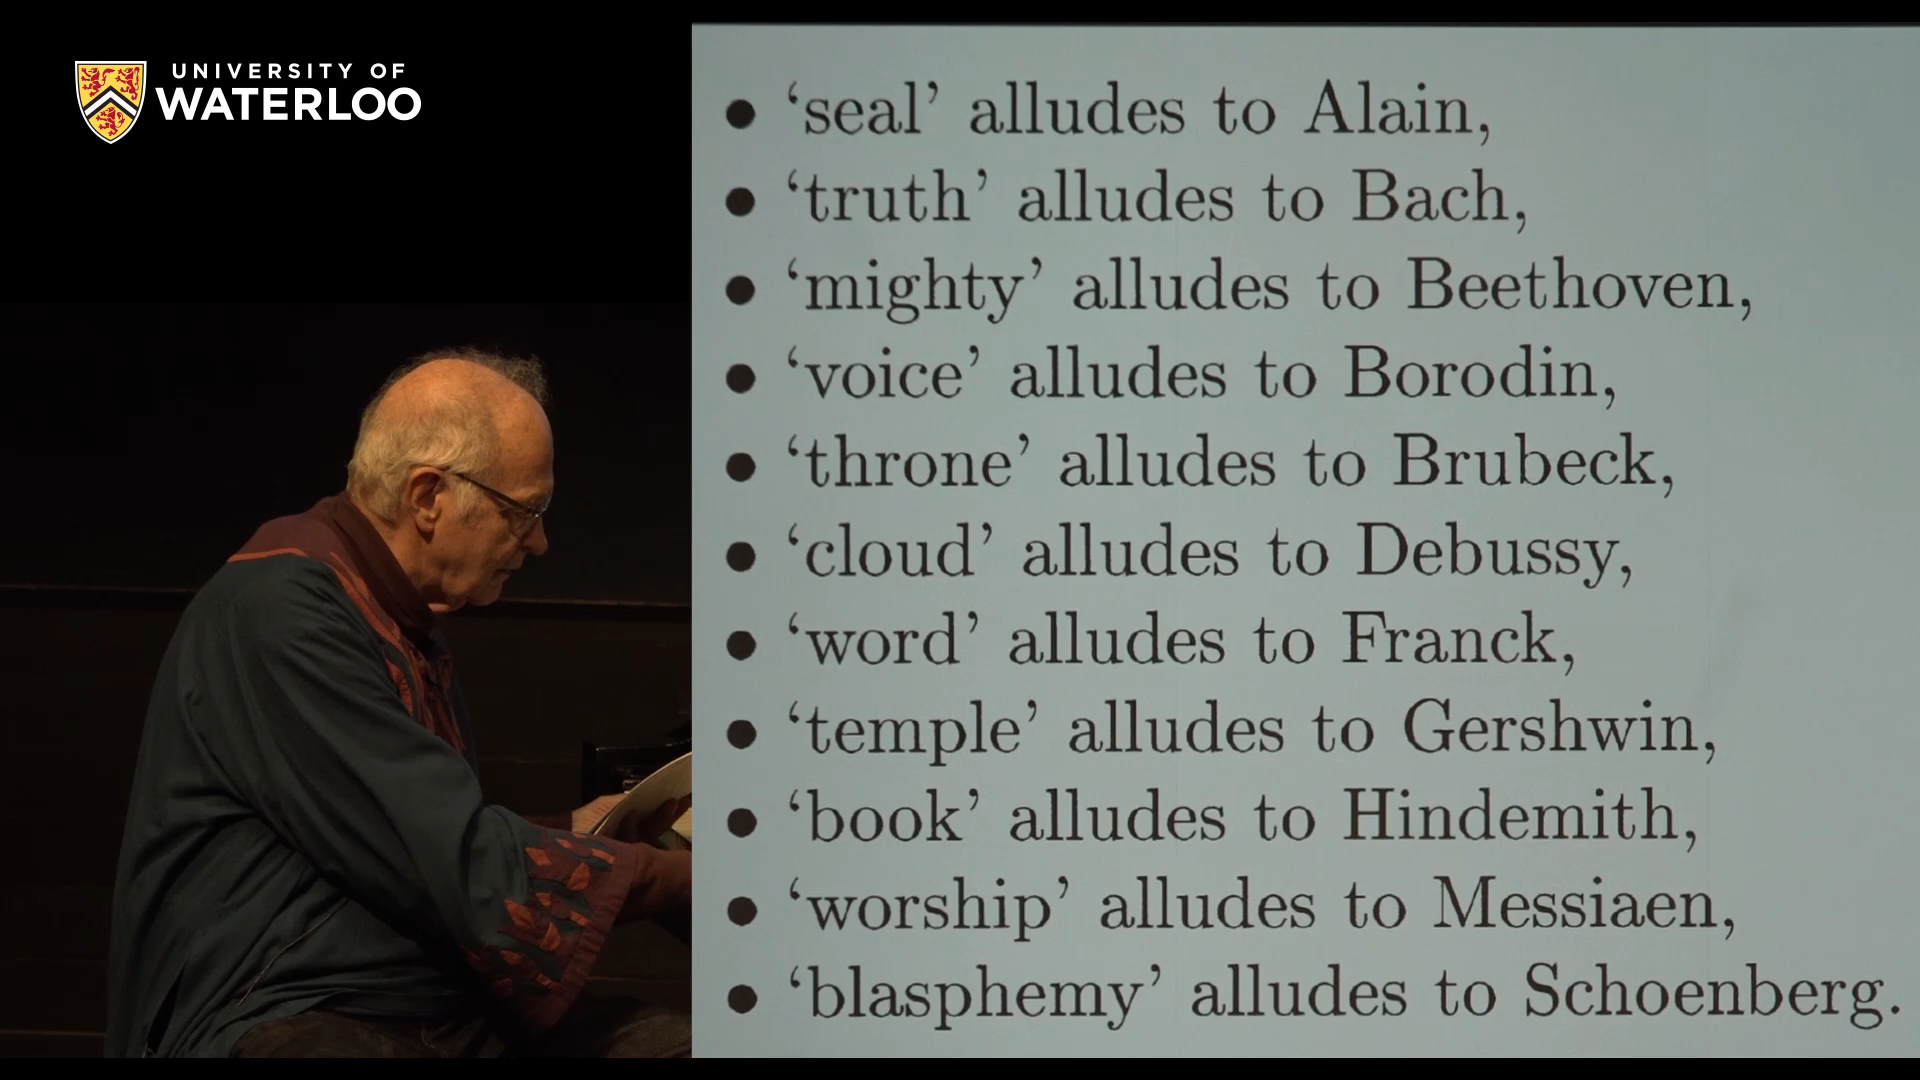 UNIVERSITY OF
WATERLOO
• ‘seal’ alludes to Alain,
• ‘truth’ alludes to Bach,
• ‘mighty’ alludes to Beethoven,
• ‘voice’ alludes to Borodin,
• ‘throne’ alludes to Brubeck,
• ‘cloud’ alludes to Debussy,
• ‘word’ alludes to Franck,
• ‘temple’ alludes to Gershwin,
• ‘book’ alludes to Hindemith,
• ‘worship’ alludes to Messiaen,
• ‘blasphemy’ alludes to Schoenberg.